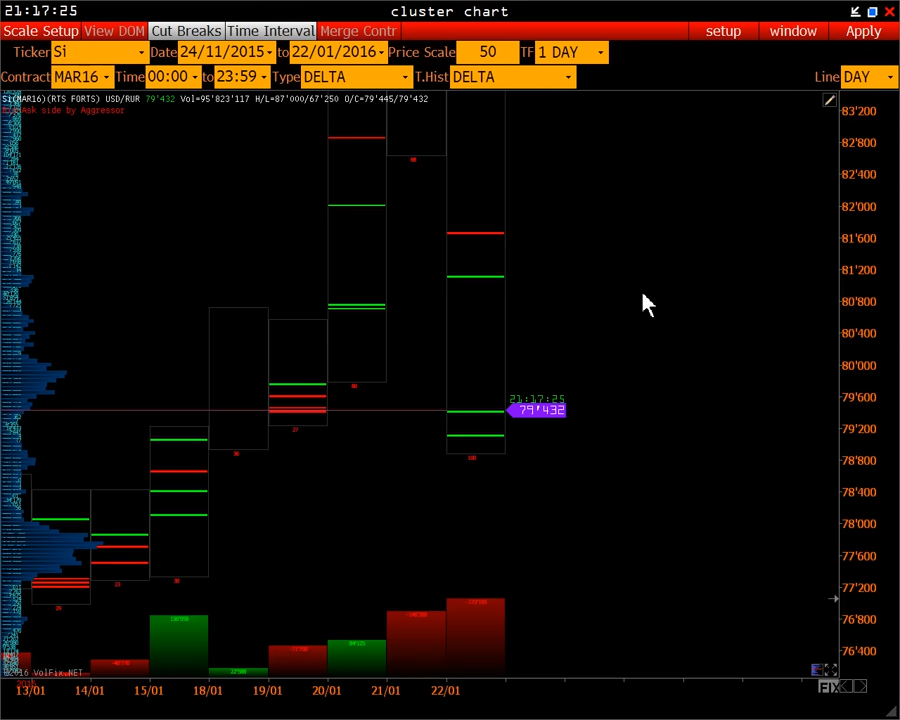 21:17:25 cluster chart
Scale Setup View DOM Cut Breaks Time Interval Merge Contr setup window Apply
Ticker Si Date 24/11/2015 to 22/01/2016 Price Scale 50 TF 1 DAY
Contract MAR16 Time 00:00 to 23:59 Type DELTA T.Hist DELTA Line DAY
Si(MAR16)(RTS FORTS) USD/RUR 79'432 Vol=95'823'117 H/L=87'000/67'250 O/C=79'445/79'432
Ask side by Aggressor
83'200
82'800
82'400
82'000
81'600
81'200
80'800
80'400
80'000
79'600
21:17:25
79'432
79'200
78'800
78'400
78'000
77'600
77'200
76'800
76'400
©2016 VolFix.NET
13/01 14/01 15/01 18/01 19/01 20/01 21/01 22/01
2016
FIX